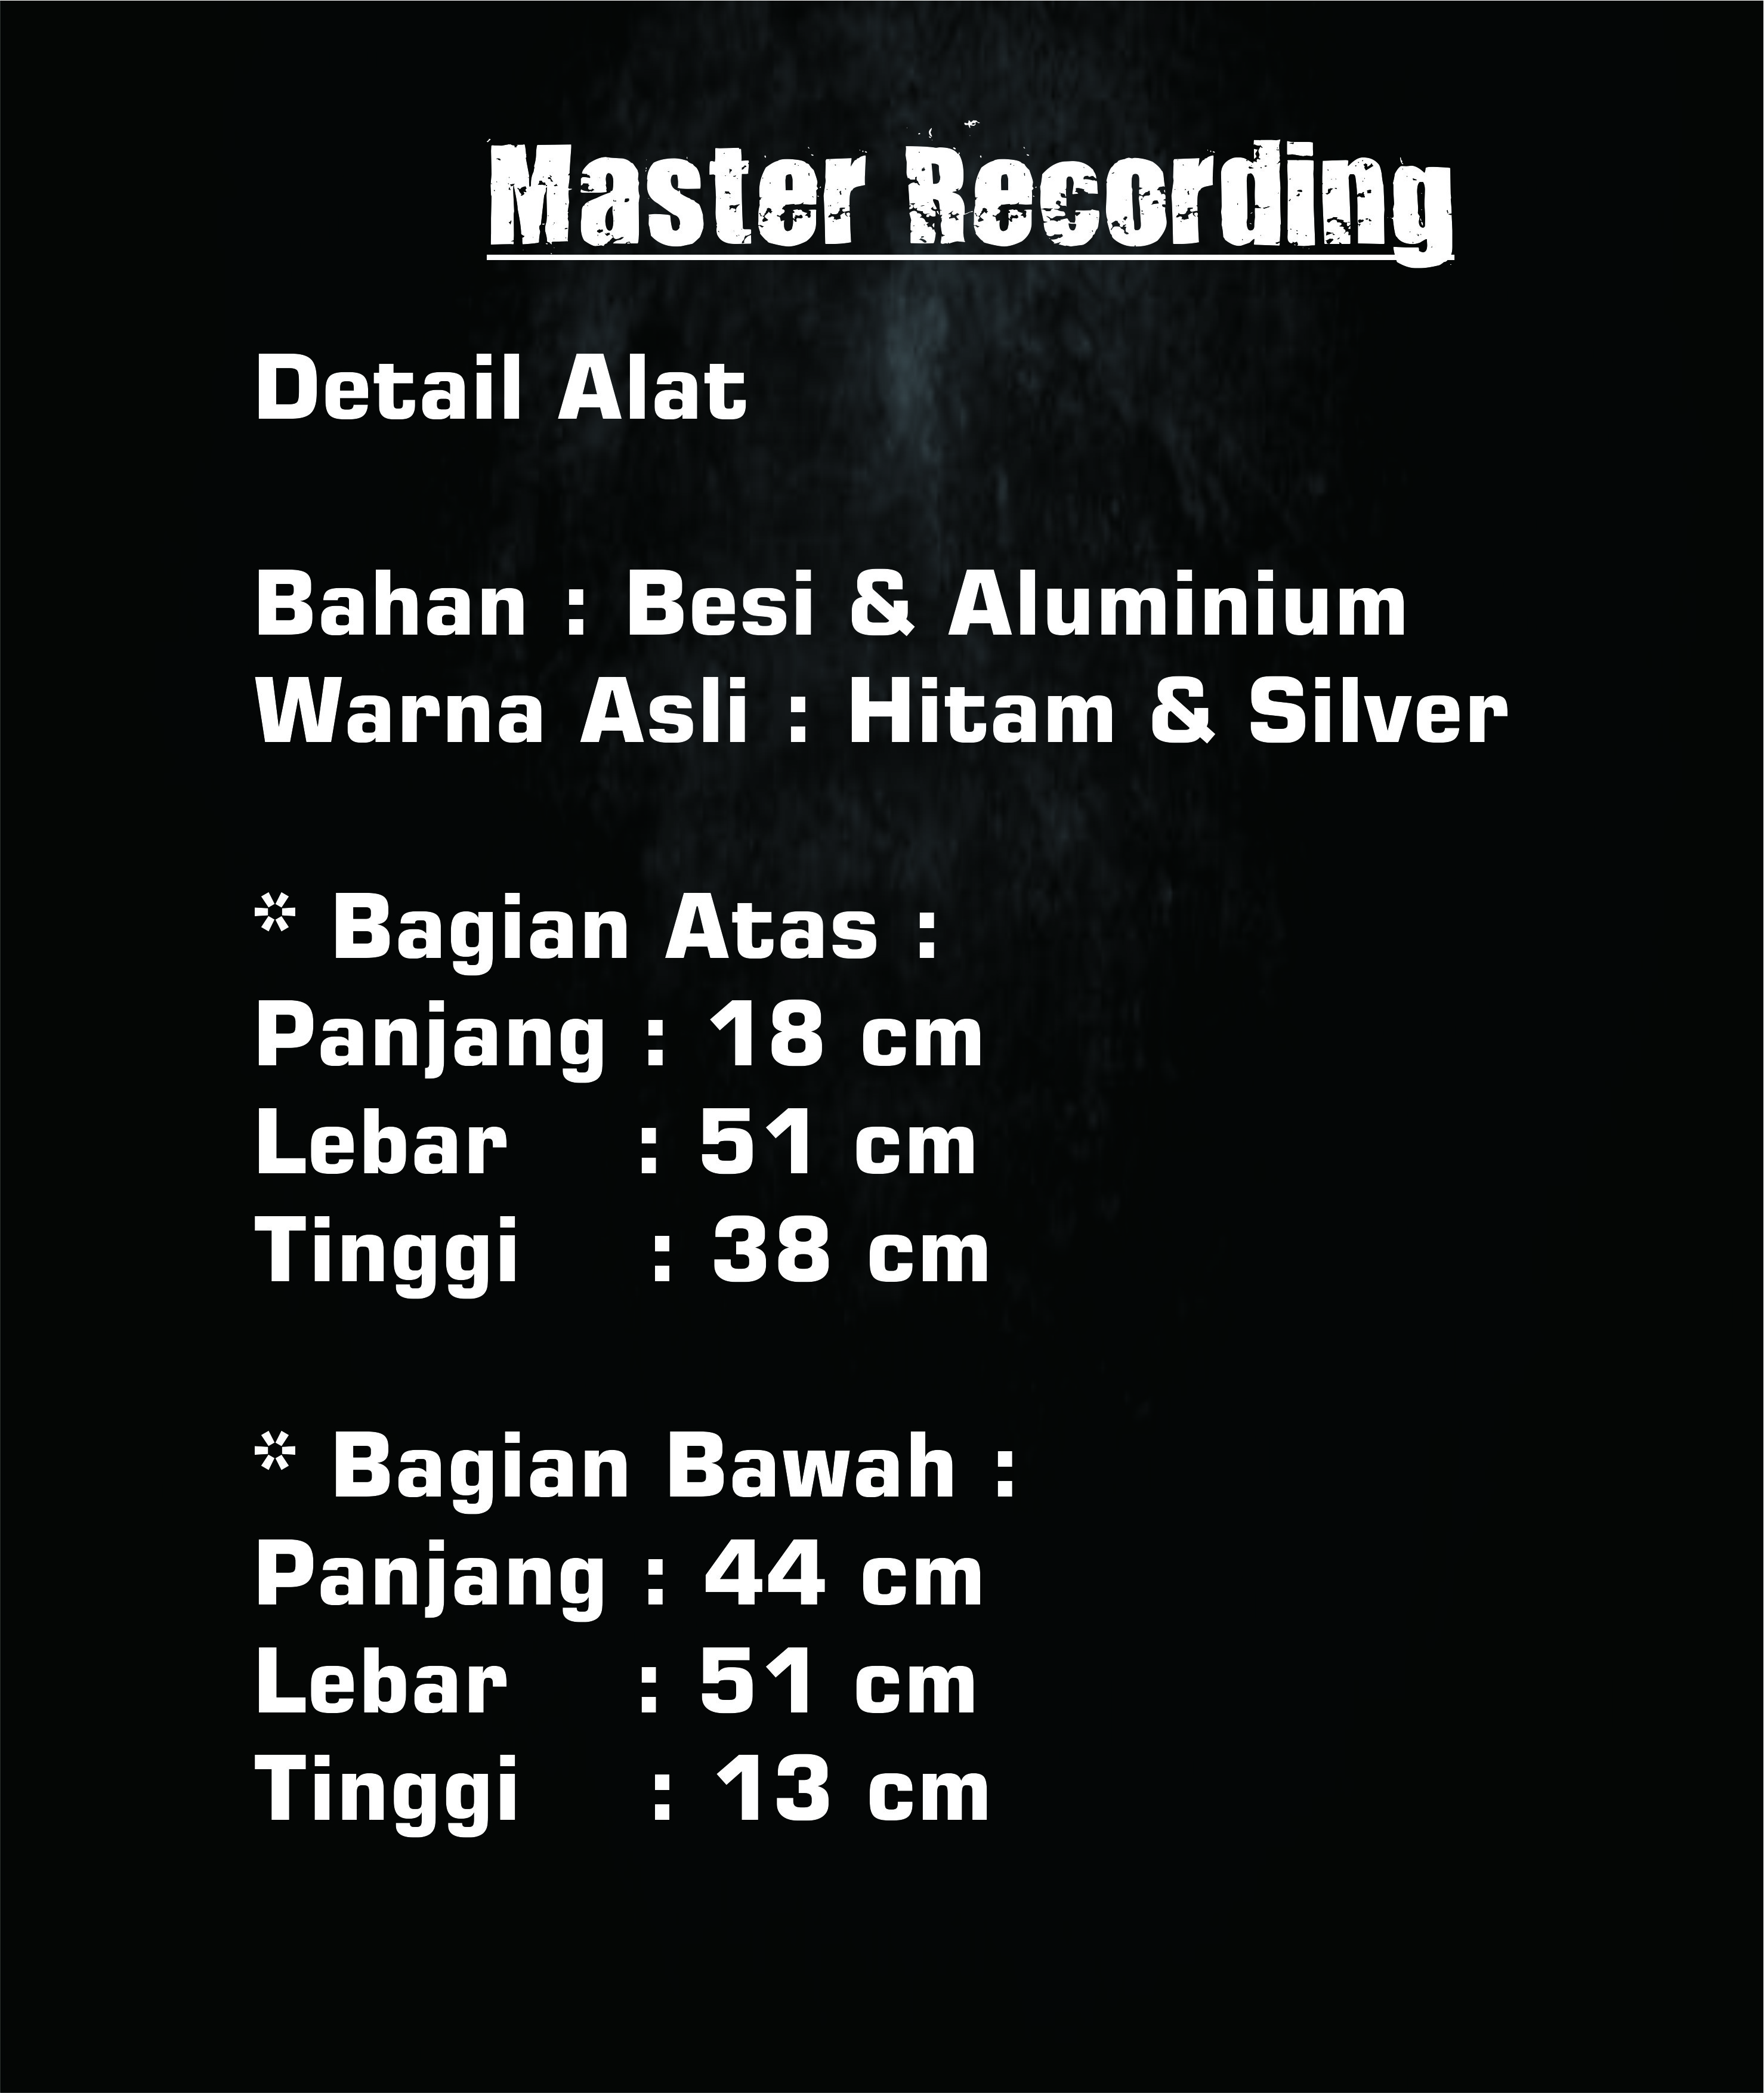 Master Recording
Detail Alat
Bahan : Besi & Aluminium
Warna Asli : Hitam & Silver
* Bagian Atas :
Panjang : 18 cm
Lebar : 51 cm
Tinggi : 38 cm
* Bagian Bawah :
Panjang : 44 cm
Lebar : 51 cm
Tinggi : 13 cm